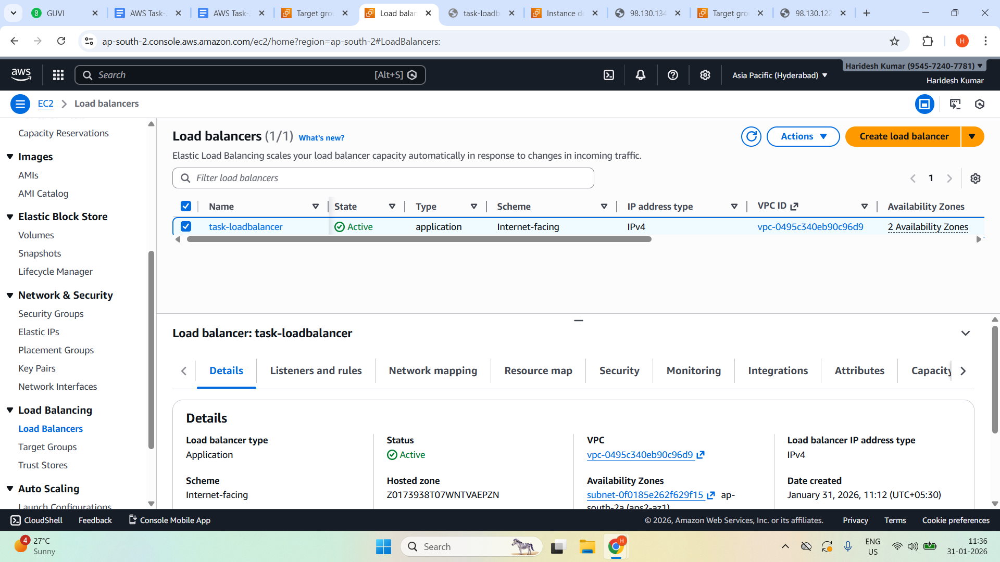 GUVI
AWS Task-
AWS Task-
Target gro
Load balan
task-loadb
Instance d
98.130.134
Target gro
98.130.122
ap-south-2.console.aws.amazon.com/ec2/home?region=ap-south-2#LoadBalancers:
H
aws
Search
[Alt+S]
Asia Pacific (Hyderabad)
Haridesh Kumar (9545-7240-7781)
Haridesh Kumar
EC2
Load balancers
Capacity Reservations
Images
AMIs
AMI Catalog
Elastic Block Store
Volumes
Snapshots
Lifecycle Manager
Network & Security
Security Groups
Elastic IPs
Placement Groups
Key Pairs
Network Interfaces
Load Balancing
Load Balancers
Target Groups
Trust Stores
Auto Scaling
Launch Configurations
Load balancers (1/1) What's new?
Actions
Create load balancer
Elastic Load Balancing scales your load balancer capacity automatically in response to changes in incoming traffic.
Filter load balancers
1
Name State Type Scheme IP address type VPC ID Availability Zones
task-loadbalancer Active application Internet-facing IPv4 vpc-0495c340eb90c96d9 2 Availability Zones
Load balancer: task-loadbalancer
Details Listeners and rules Network mapping Resource map Security Monitoring Integrations Attributes Capacity
Details
Load balancer type
Application
Status
Active
VPC
vpc-0495c340eb90c96d9
Load balancer IP address type
IPv4
Scheme
Internet-facing
Hosted zone
Z0173938T07WNTVAEPZN
Availability Zones
subnet-0f0185e262f629f15 ap-
south-2a (aps2-az1)
Date created
January 31, 2026, 11:12 (UTC+05:30)
CloudShell Feedback Console Mobile App
© 2026, Amazon Web Services, Inc. or its affiliates. Privacy Terms Cookie preferences
4
27°C
Sunny
Search
H
ENG
US
11:36
31-01-2026